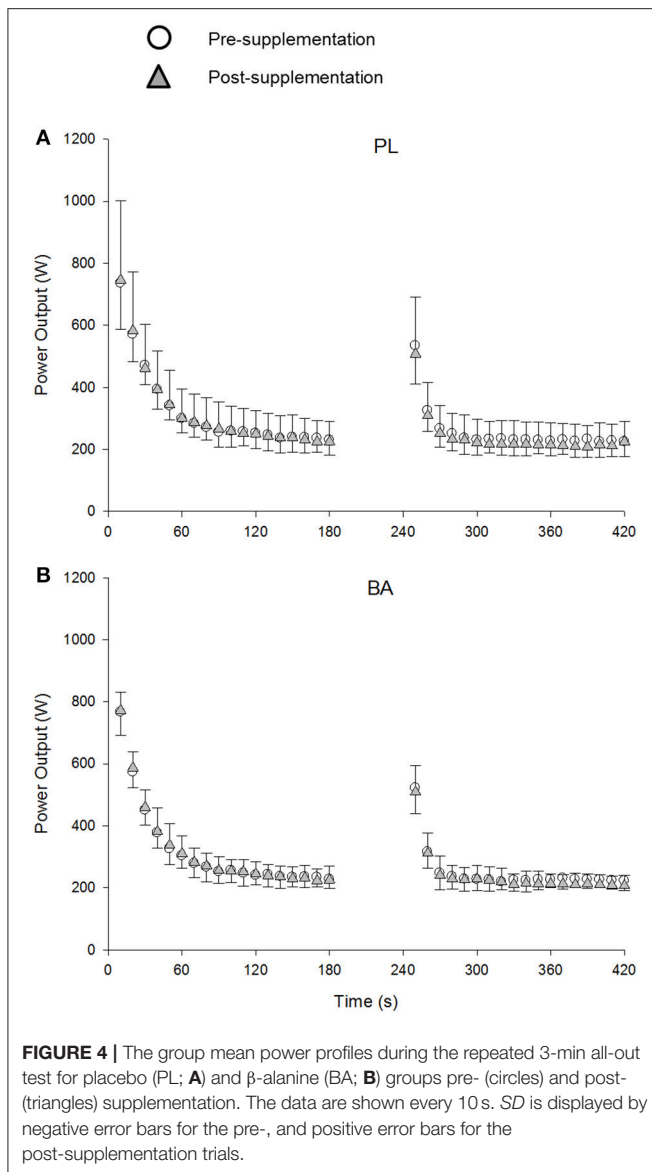 Pre-supplementation
Post-supplementation
A
PL
1200
1000
800
600
400
200
0
Power Output (W)
0 60 120 180 240 300 360 420
B
BA
1200
1000
800
600
400
200
0
Power Output (W)
0 60 120 180 240 300 360 420
Time (s)
FIGURE 4 | The group mean power profiles during the repeated 3-min all-out
test for placebo (PL; A) and β-alanine (BA; B) groups pre- (circles) and post-
(triangles) supplementation. The data are shown every 10 s. SD is displayed by
negative error bars for the pre-, and positive error bars for the
post-supplementation trials.